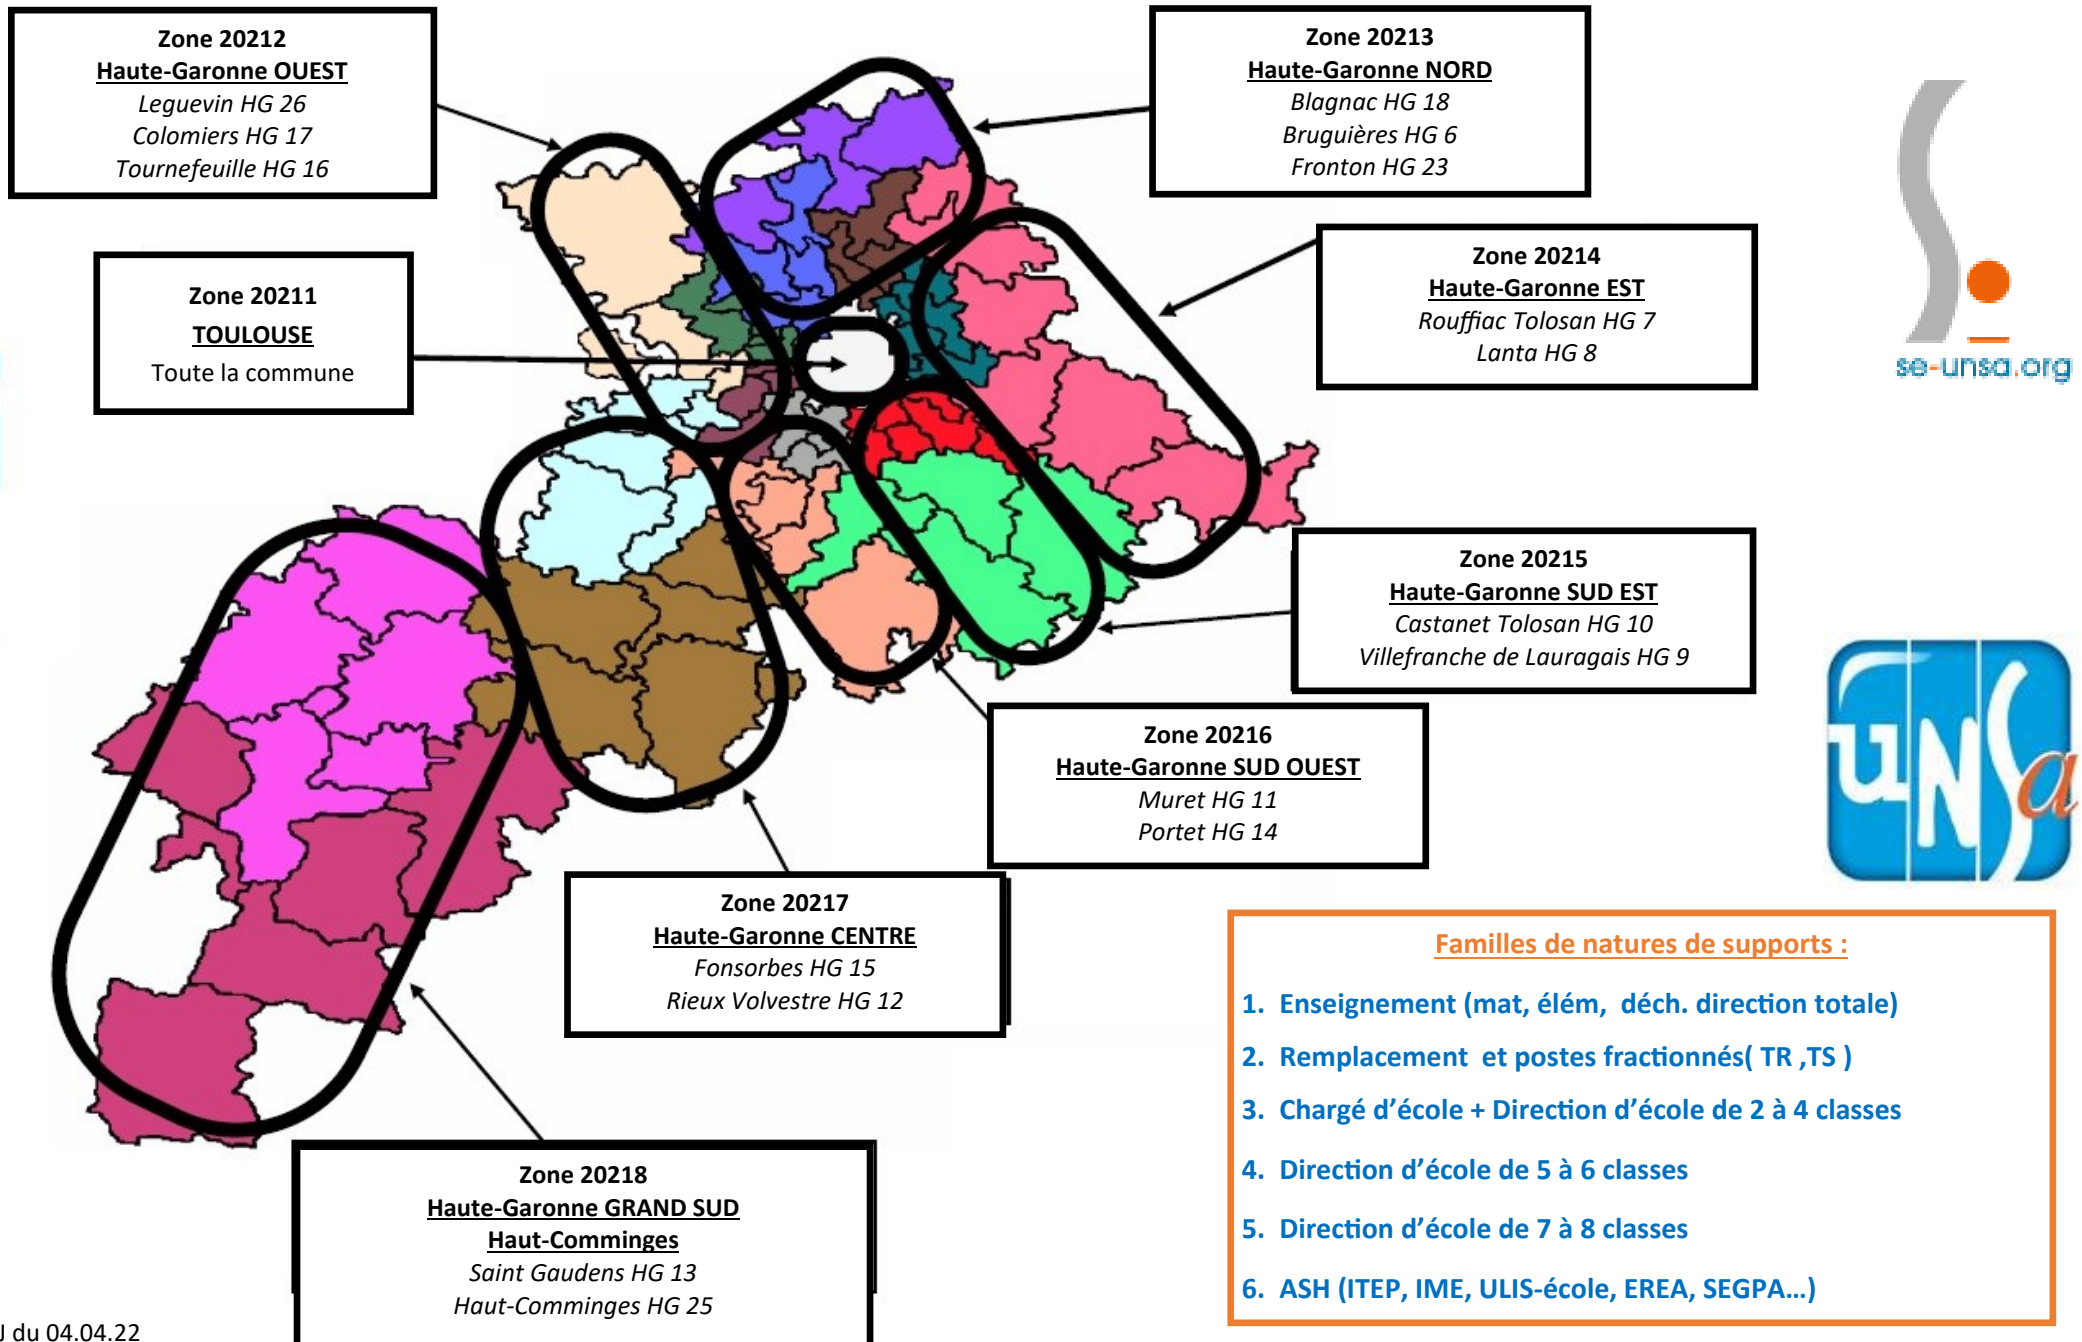 Zone 20212
Haute-Garonne OUEST
Leguevin HG 26
Colomiers HG 17
Tournefeuille HG 16
Zone 20213
Haute-Garonne NORD
Blagnac HG 18
Bruguières HG 6
Fronton HG 23
Zone 20211
TOULOUSE
Toute la commune
Zone 20214
Haute-Garonne EST
Rouffiac Tolosan HG 7
Lanta HG 8
se-unsa.org
Zone 20215
Haute-Garonne SUD EST
Castanet Tolosan HG 10
Villefranche de Lauragais HG 9
Zone 20216
Haute-Garonne SUD OUEST
Muret HG 11
Portet HG 14
UNSa
Zone 20217
Haute-Garonne CENTRE
Fonsorbes HG 15
Rieux Volvestre HG 12
Familles de natures de supports :
1. Enseignement (mat, élém, déch. direction totale)
2. Remplacement et postes fractionnés( TR ,TS )
3. Chargé d’école + Direction d’école de 2 à 4 classes
4. Direction d’école de 5 à 6 classes
5. Direction d’école de 7 à 8 classes
6. ASH (ITEP, IME, ULIS-école, EREA, SEGPA…)
Zone 20218
Haute-Garonne GRAND SUD
Haut-Comminges
Saint Gaudens HG 13
Haut-Comminges HG 25
J du 04.04.22